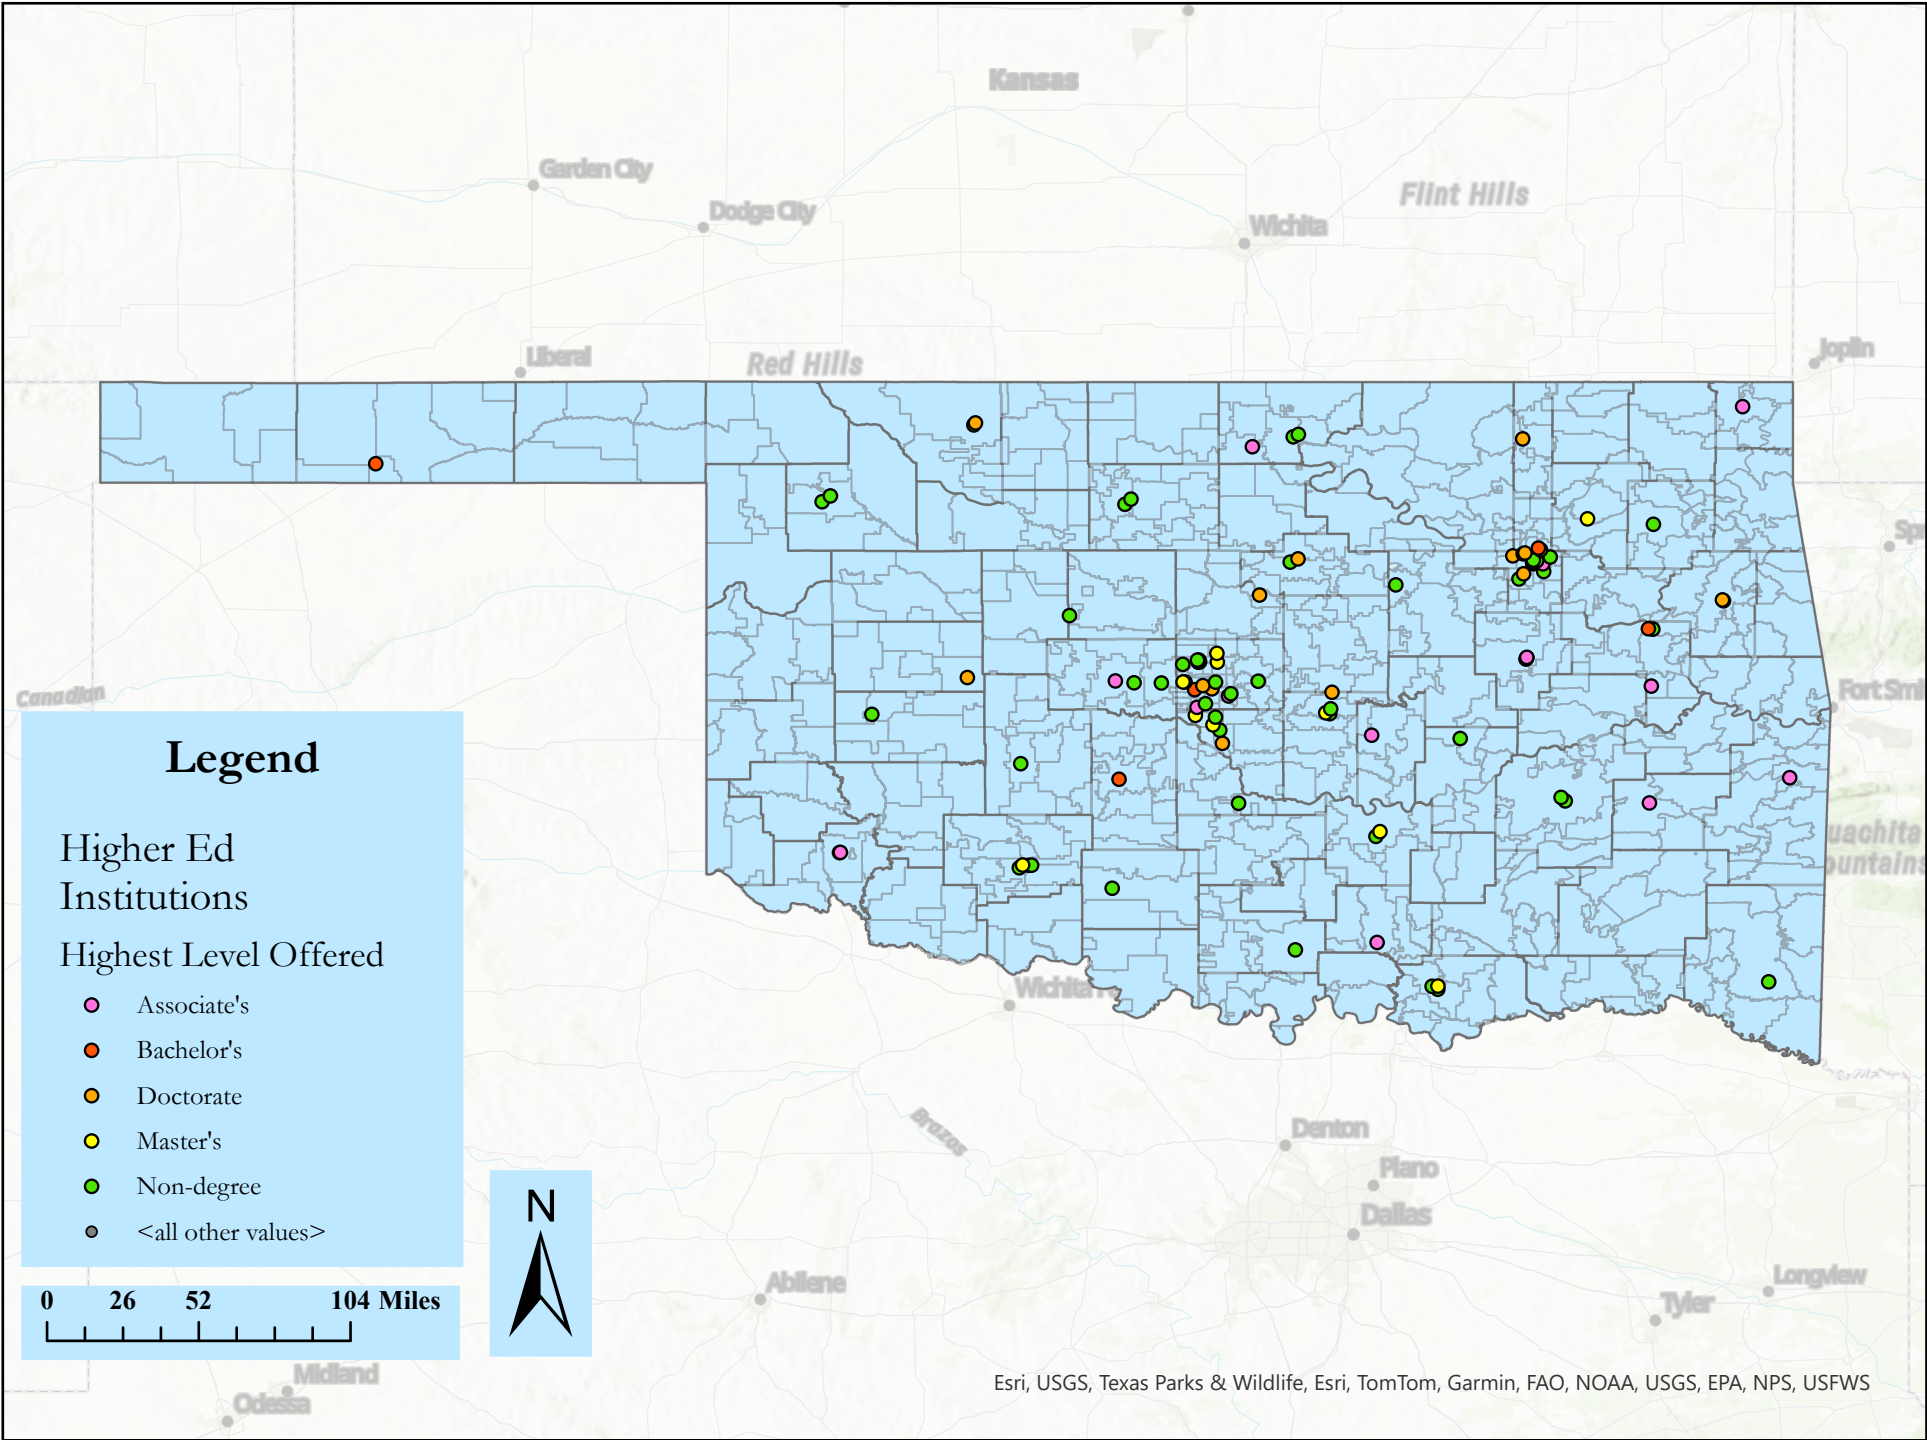 Kansas
Garden City
Dodge City
Flint Hills
Wichita
Liberal
Red Hills
Joplin
Canadian
Legend
Higher Ed
Institutions
Highest Level Offered
Associate's
Bachelor's
Doctorate
Master's
Non-degree
<all other values>
0 26 52 104 Miles
N
Wichita
Brazos
Denton
Plano
Dallas
Abilene
Longview
Tyler
Midland
Odessa
Fort Smi
uachita
ountains
Sp
Esri, USGS, Texas Parks & Wildlife, Esri, TomTom, Garmin, FAO, NOAA, USGS, EPA, NPS, USFWS